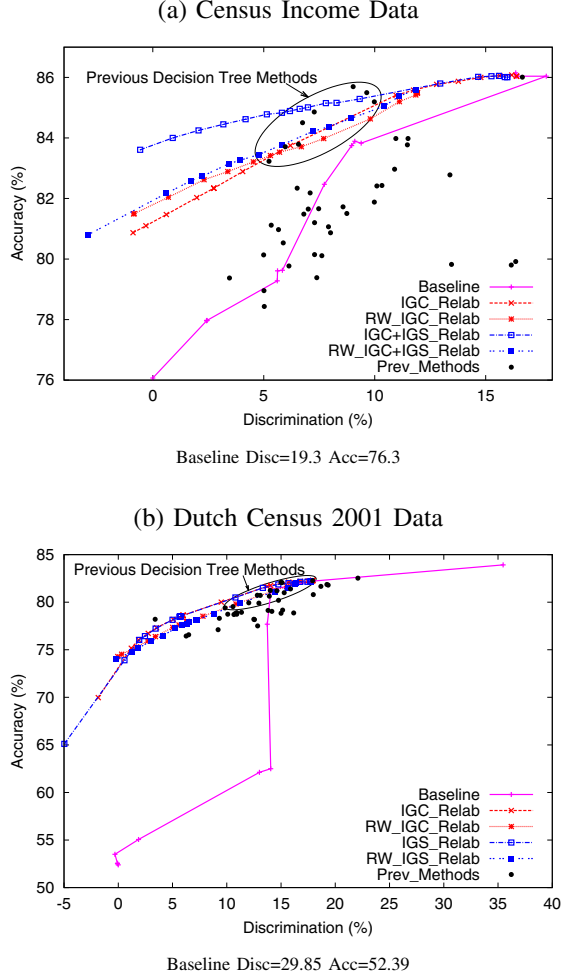 (a) Census Income Data
86
84
82
80
78
76
Accuracy (%)
Previous Decision Tree Methods
Baseline
IGC_Relab
RW_IGC_Relab
IGC+IGS_Relab
RW_IGC+IGS_Relab
Prev_Methods
0 5 10 15
Discrimination (%)
Baseline Disc=19.3 Acc=76.3
(b) Dutch Census 2001 Data
85
80
75
70
65
60
55
50
Accuracy (%)
Previous Decision Tree Methods
Baseline
IGC_Relab
RW_IGC_Relab
IGS_Relab
RW_IGS_Relab
Prev_Methods
-5 0 5 10 15 20 25 30 35 40
Discrimination (%)
Baseline Disc=29.85 Acc=52.39